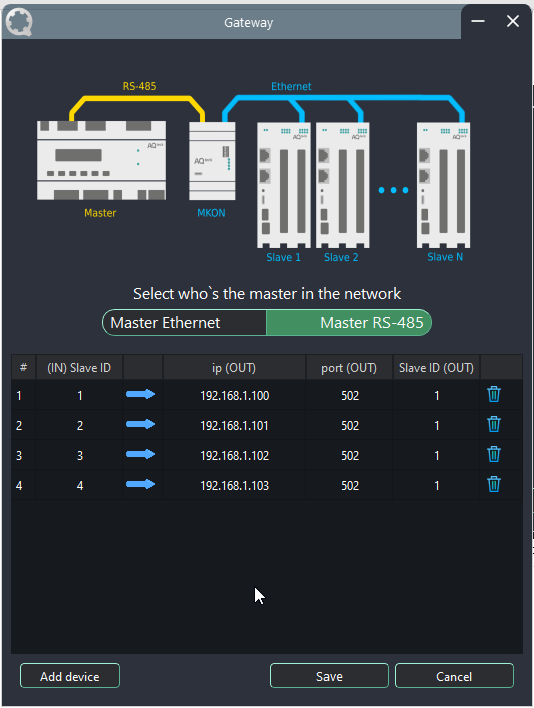 Gateway
RS-485
Ethernet
AQ
AQ
Master
MKON
Slave 1
Slave 2
Slave N
Select who`s the master in the network
Master Ethernet
Master RS-485
# (IN) Slave ID ip (OUT) port (OUT) Slave ID (OUT)
1 1 192.168.1.100 502 1
2 2 192.168.1.101 502 1
3 3 192.168.1.102 502 1
4 4 192.168.1.103 502 1
Add device
Save
Cancel